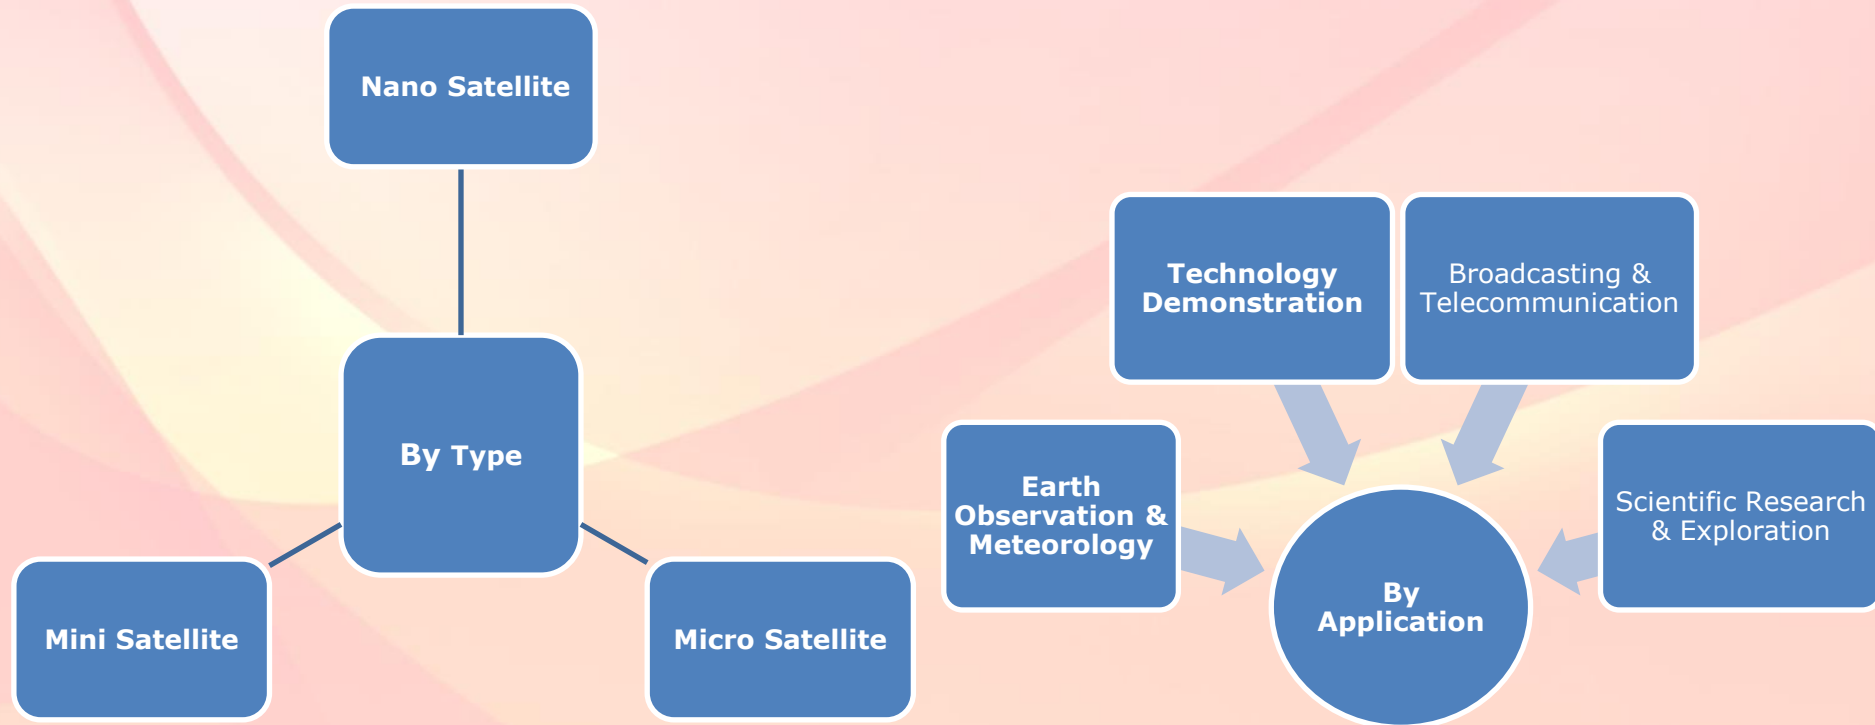 Nano Satellite
By Type
Mini Satellite
Micro Satellite
Technology
Demonstration
Broadcasting &
Telecommunication
Earth
Observation &
Meteorology
Scientific Research
& Exploration
By
Application